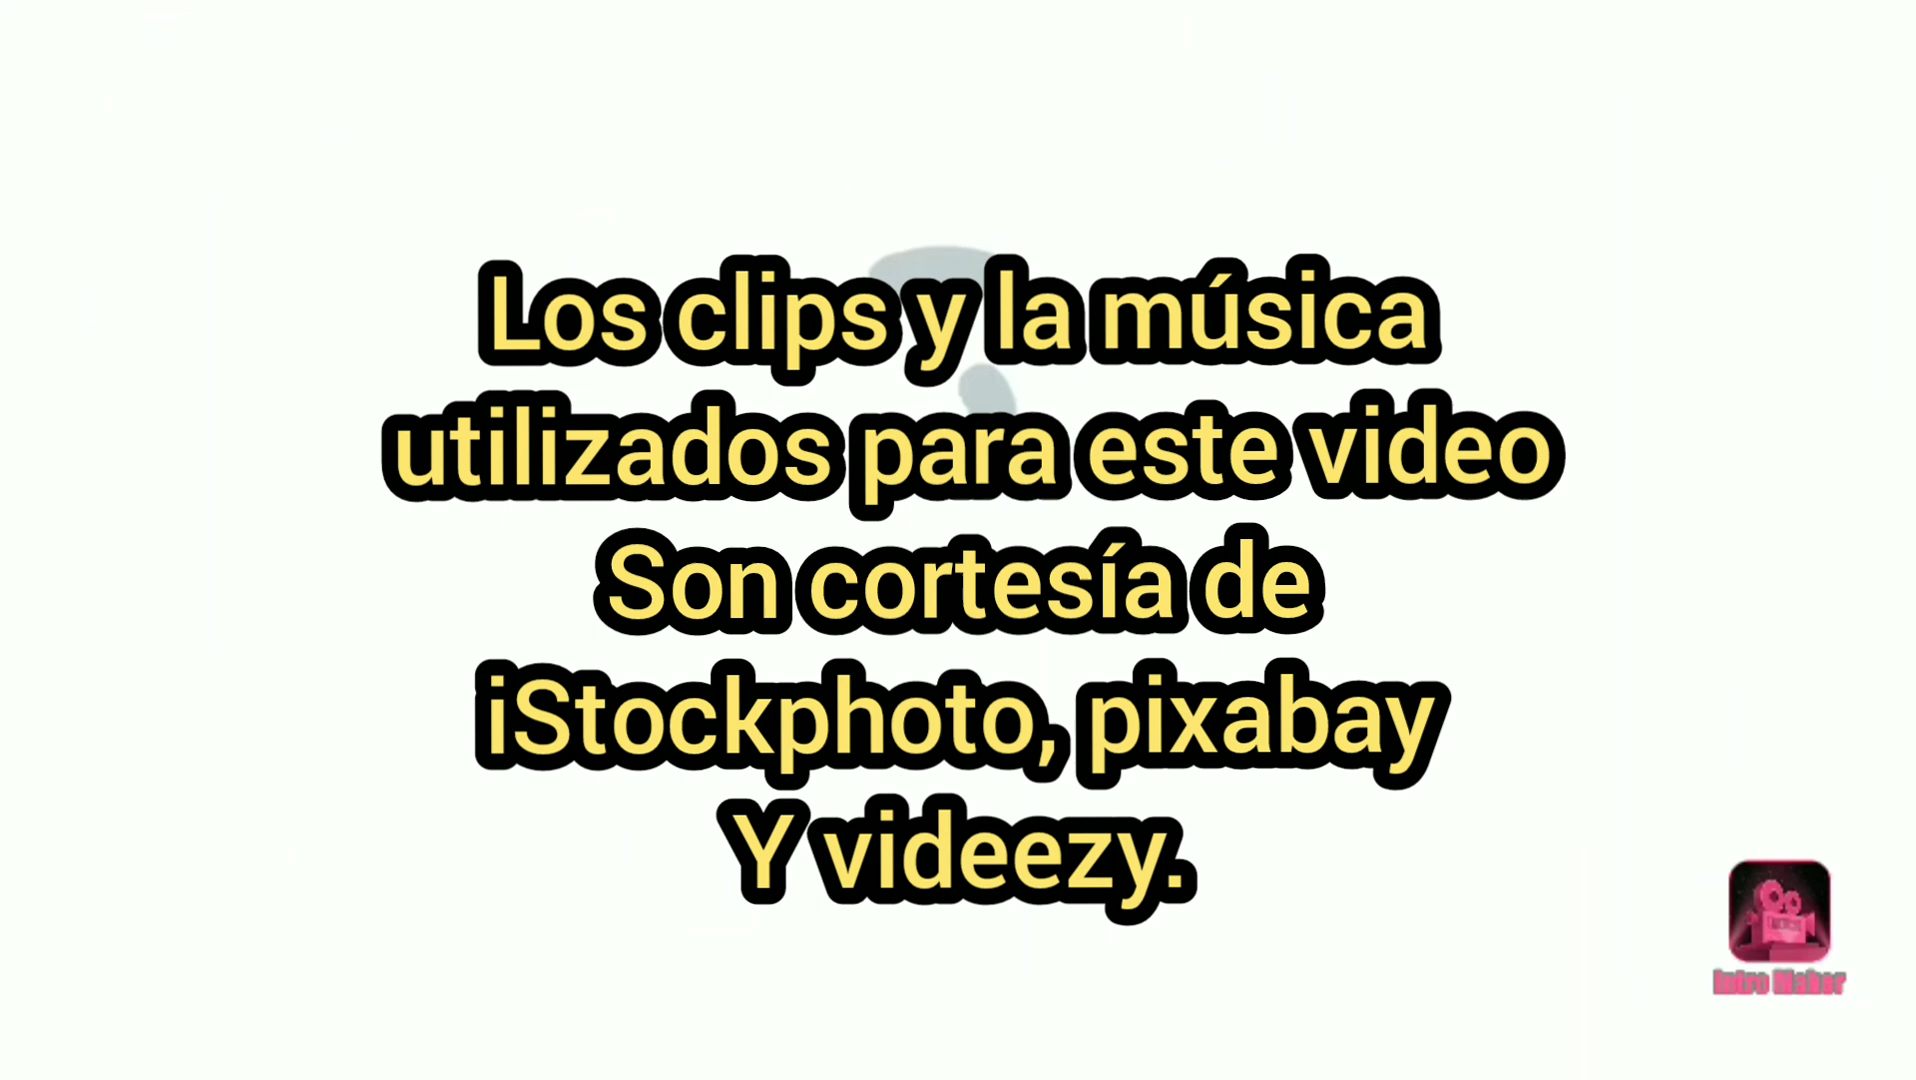 Los clips y la música
utilizados para este video
Son cortesía de
iStockphoto, pixabay
Y videezy.
Intro Maker